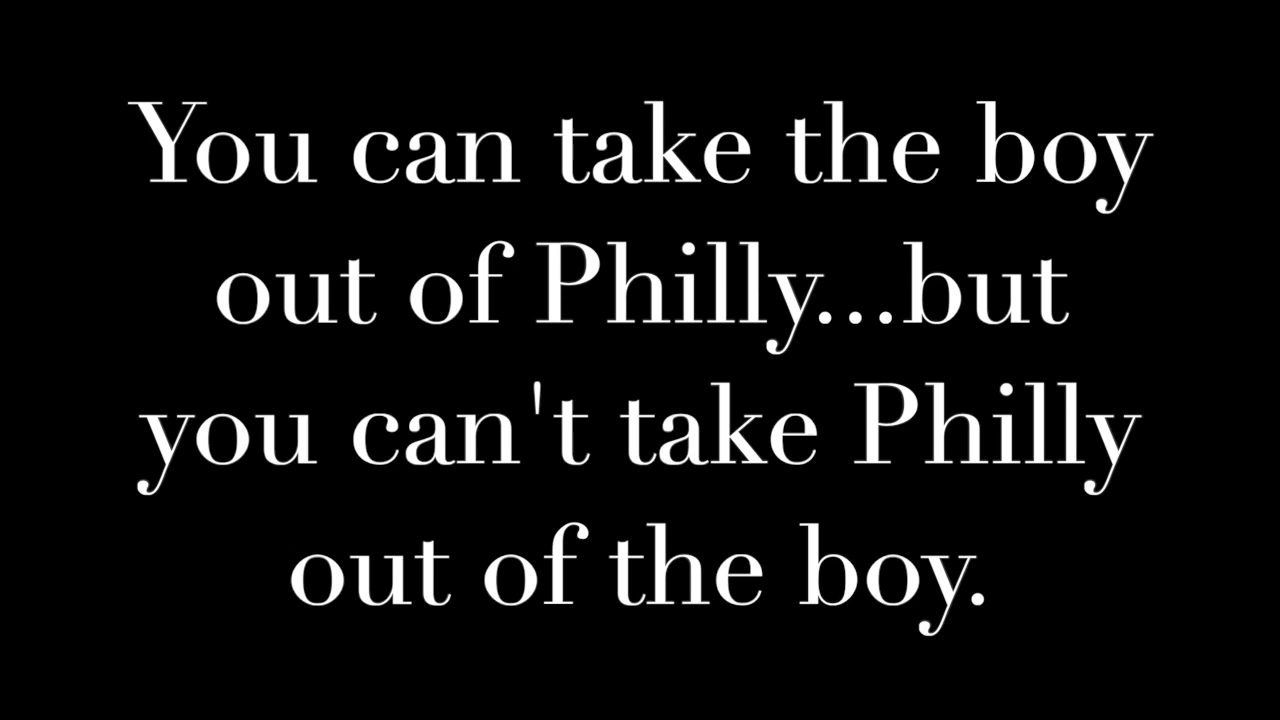 You can take the boy
out of Philly...but
you can't take Philly
out of the boy.